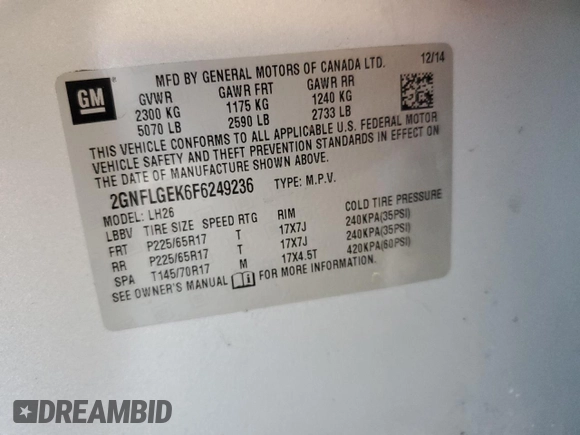 GM
MFD BY GENERAL MOTORS OF CANADA LTD. 12/14
GVWR GAWR FRT GAWR RR
2300 KG 1175 KG 1240 KG
5070 LB 2590 LB 2733 LB
THIS VEHICLE CONFORMS TO ALL APPLICABLE U.S. FEDERAL MOTOR
VEHICLE SAFETY AND THEFT PREVENTION STANDARDS IN EFFECT ON
THE DATE OF MANUFACTURE SHOWN ABOVE.
2GNFLGEK6F6249236 TYPE: M.P.V.
MODEL: LH26
LBBV TIRE SIZE SPEED RTG RIM COLD TIRE PRESSURE
FRT P225/65R17 T 17X7J 240KPA(35PSI)
RR P225/65R17 T 17X7J 240KPA(35PSI)
SPA T145/70R17 M 17X4.5T 420KPA(60PSI)
SEE OWNER'S MANUAL FOR MORE INFORMATION.
DREAMBID